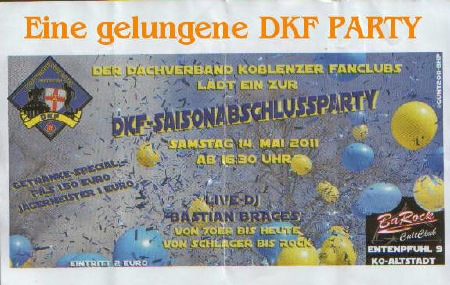 Eine gelungene DKF PARTY
DER DACHVERBAND KOBLENZER FANCLUBS
LÄDT EIN ZUR
DKF-SAISONABSCHLUSSPARTY
SAMSTAG 14. MAI 2011
AB 16.30 UHR
GETRÄNKE-SPECIAL:
PILS 1,50 EURO
JÄGERMEISTER 1 EURO
LIVE-DJ
BASTIAN BRAGES
VON 70ER BIS HEUTE
VON SCHLAGER BIS ROCK
EINTRITT 2 EURO
DKF
BaRock
CultClub
ENTENPFUHL 9
KO-ALTSTADT